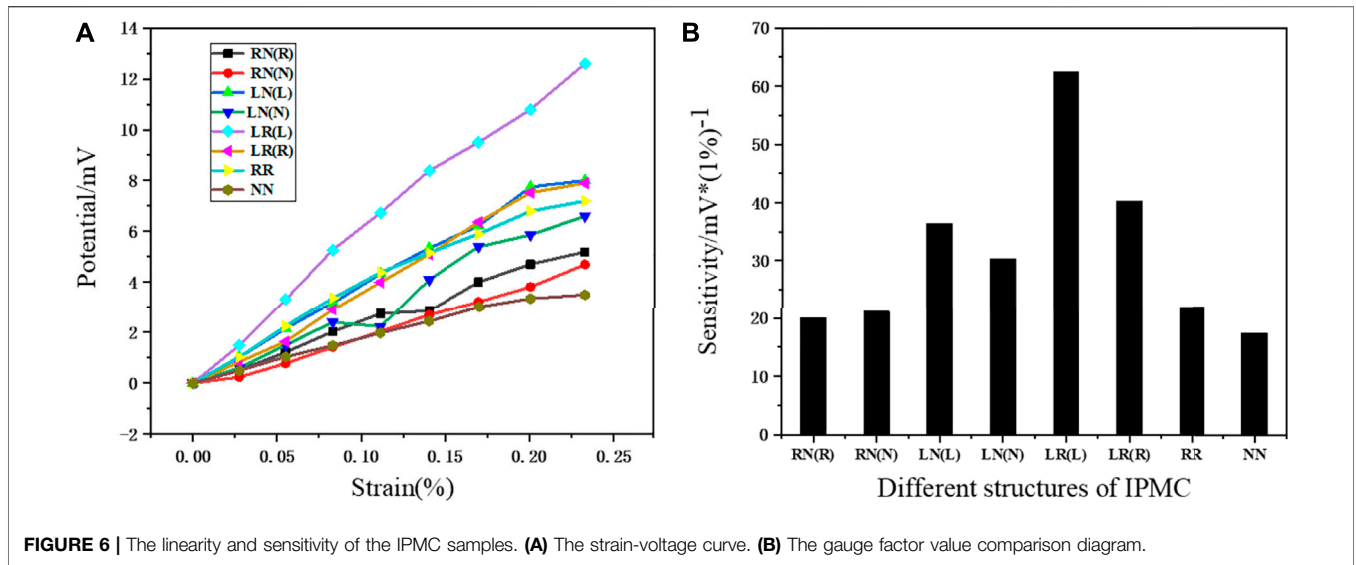 A
14
12
10
8
6
4
2
0
−2
Potential/mV
RN(R)
RN(N)
LN(L)
LN(N)
LR(L)
LR(R)
RR
NN
0.00 0.05 0.10 0.15 0.20 0.25
Strain(%)
B
70
60
50
40
30
20
10
0
Sensitivity/mV*(1%)-1
RN(R) RN(N) LN(L) LN(N) LR(L) LR(R) RR NN
Different structures of IPMC
FIGURE 6 | The linearity and sensitivity of the IPMC samples. (A) The strain-voltage curve. (B) The gauge factor value comparison diagram.